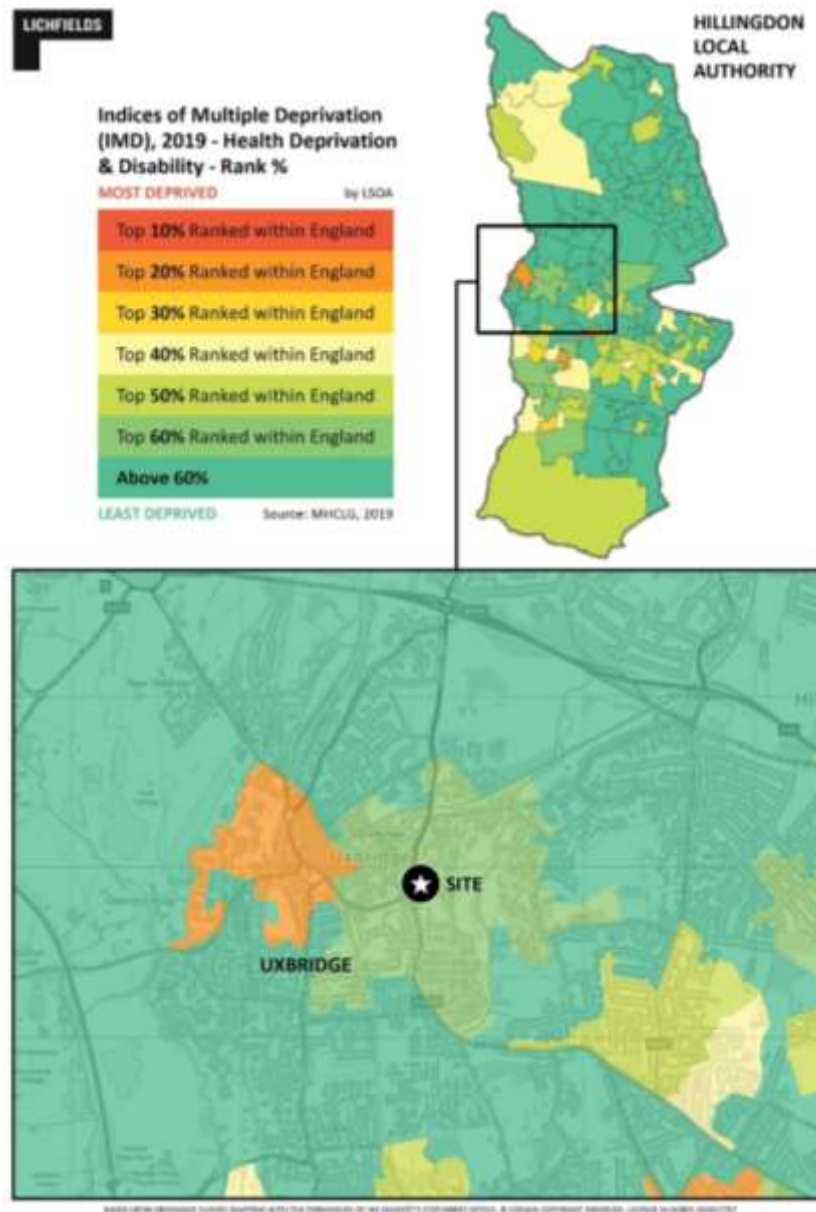 LICHFIELDS
HILLINGDON
LOCAL
AUTHORITY
Indices of Multiple Deprivation
(IMD), 2019 - Health Deprivation
& Disability - Rank %
MOST DEPRIVED by LSOA
Top 10% Ranked within England
Top 20% Ranked within England
Top 30% Ranked within England
Top 40% Ranked within England
Top 50% Ranked within England
Top 60% Ranked within England
Above 60%
LEAST DEPRIVED Source: MHCLG, 2019
SITE
UXBRIDGE